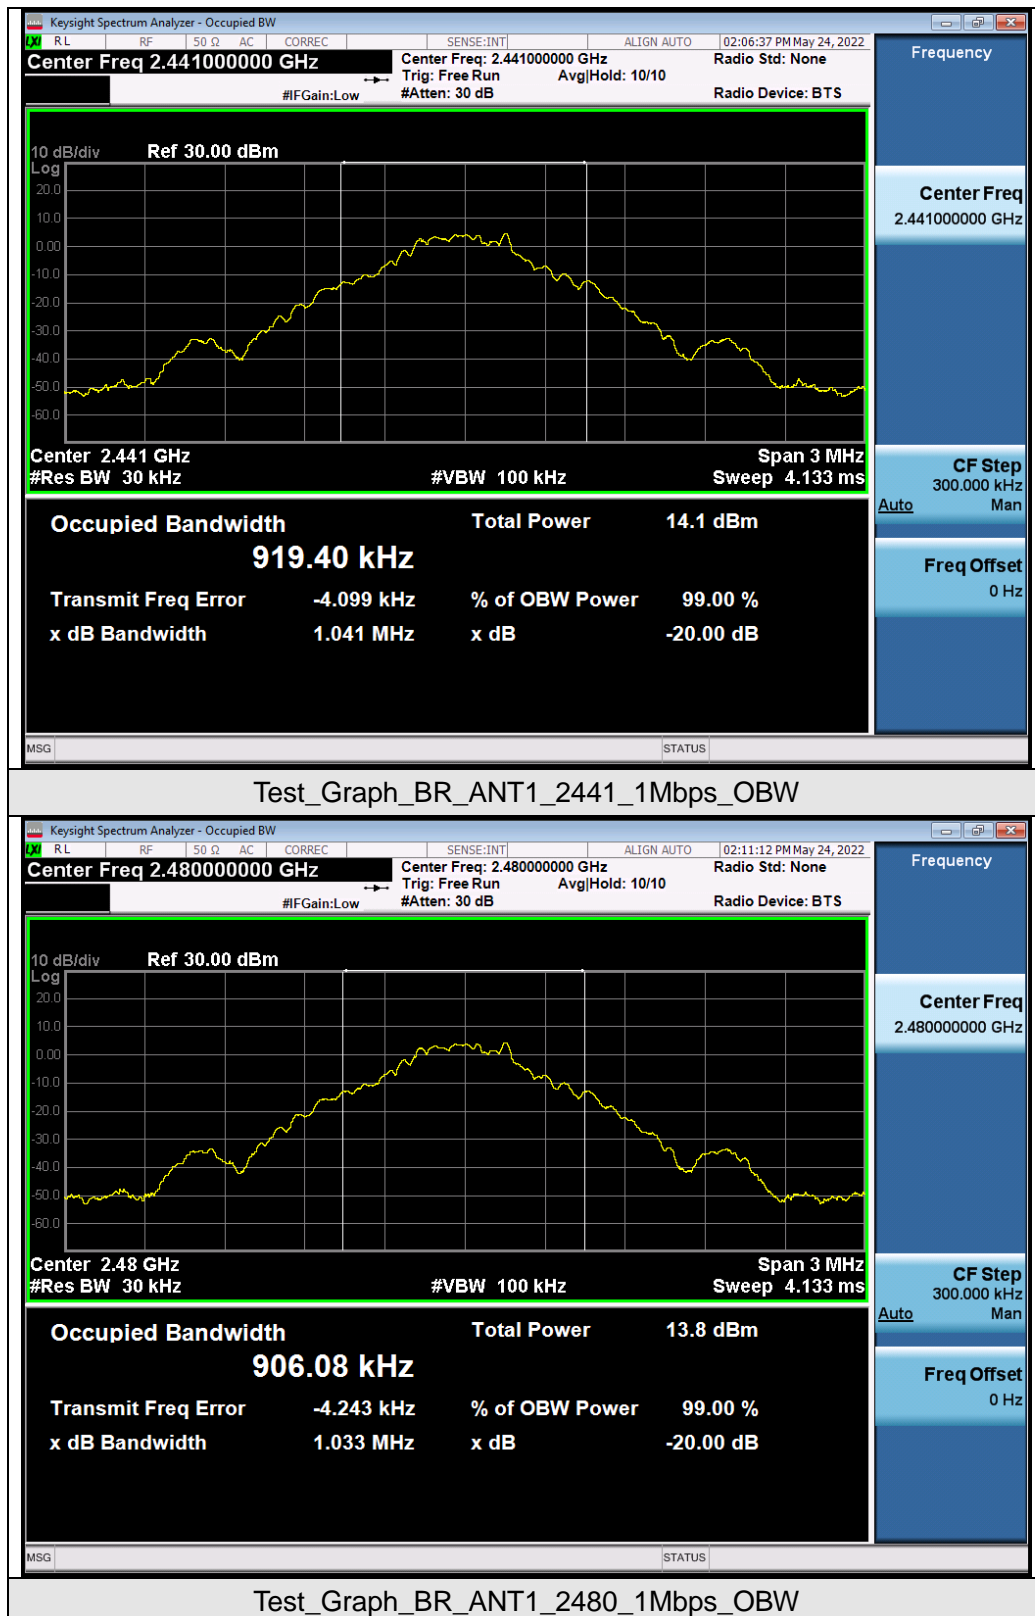 Keysight Spectrum Analyzer - Occupied BW
LXI RL RF 50 Ω AC CORREC SENSE:INT ALIGN AUTO 02:06:37 PM May 24, 2022
Center Freq 2.441000000 GHz
Center Freq: 2.441000000 GHz Radio Std: None
Trig: Free Run Avg|Hold: 10/10
#IFGain:Low #Atten: 30 dB Radio Device: BTS
Frequency
10 dB/div Ref 30.00 dBm
Log
20.0
10.0
0.00
-10.0
-20.0
-30.0
-40.0
-50.0
-60.0
Center 2.441 GHz Span 3 MHz
#Res BW 30 kHz #VBW 100 kHz Sweep 4.133 ms
Center Freq
2.441000000 GHz
CF Step
300.000 kHz
Auto Man
Freq Offset
0 Hz
Occupied Bandwidth Total Power 14.1 dBm
919.40 kHz
Transmit Freq Error -4.099 kHz % of OBW Power 99.00 %
x dB Bandwidth 1.041 MHz x dB -20.00 dB
MSG STATUS
Test_Graph_BR_ANT1_2441_1Mbps_OBW
Keysight Spectrum Analyzer - Occupied BW
LXI RL RF 50 Ω AC CORREC SENSE:INT ALIGN AUTO 02:11:12 PM May 24, 2022
Center Freq 2.480000000 GHz
Center Freq: 2.480000000 GHz Radio Std: None
Trig: Free Run Avg|Hold: 10/10
#IFGain:Low #Atten: 30 dB Radio Device: BTS
Frequency
10 dB/div Ref 30.00 dBm
Log
20.0
10.0
0.00
-10.0
-20.0
-30.0
-40.0
-50.0
-60.0
Center 2.48 GHz Span 3 MHz
#Res BW 30 kHz #VBW 100 kHz Sweep 4.133 ms
Center Freq
2.480000000 GHz
CF Step
300.000 kHz
Auto Man
Freq Offset
0 Hz
Occupied Bandwidth Total Power 13.8 dBm
906.08 kHz
Transmit Freq Error -4.243 kHz % of OBW Power 99.00 %
x dB Bandwidth 1.033 MHz x dB -20.00 dB
MSG STATUS
Test_Graph_BR_ANT1_2480_1Mbps_OBW